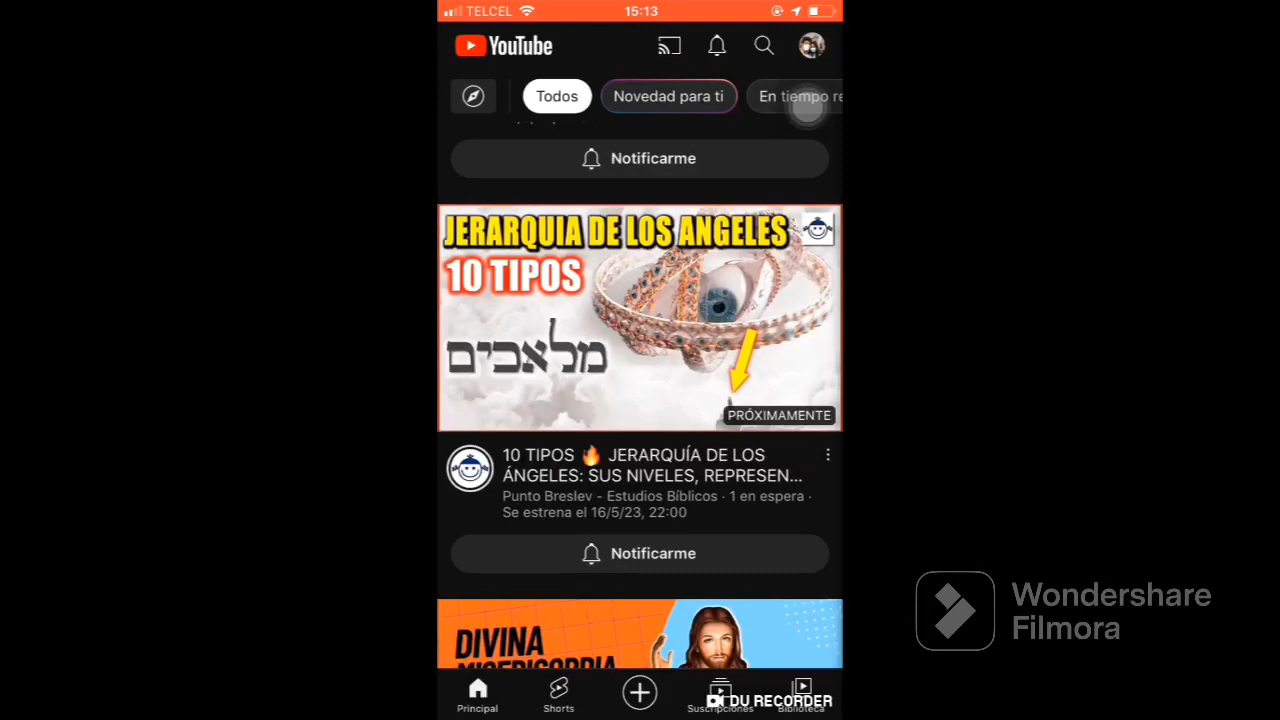 TELCEL
15:13
YouTube
Todos
Novedad para ti
En tiempo re
Notificarme
JERARQUIA DE LOS ANGELES
10 TIPOS
מלאכים
PRÓXIMAMENTE
10 TIPOS 🔥 JERARQUÍA DE LOS
ÁNGELES: SUS NIVELES, REPRESEN...
Punto Breslev - Estudios Bíblicos · 1 en espera ·
Se estrena el 16/5/23, 22:00
Notificarme
DIVINA
MISERICORDIA
Principal
Shorts
Suscripciones
Biblioteca
DU RECORDER
Wondershare
Filmora